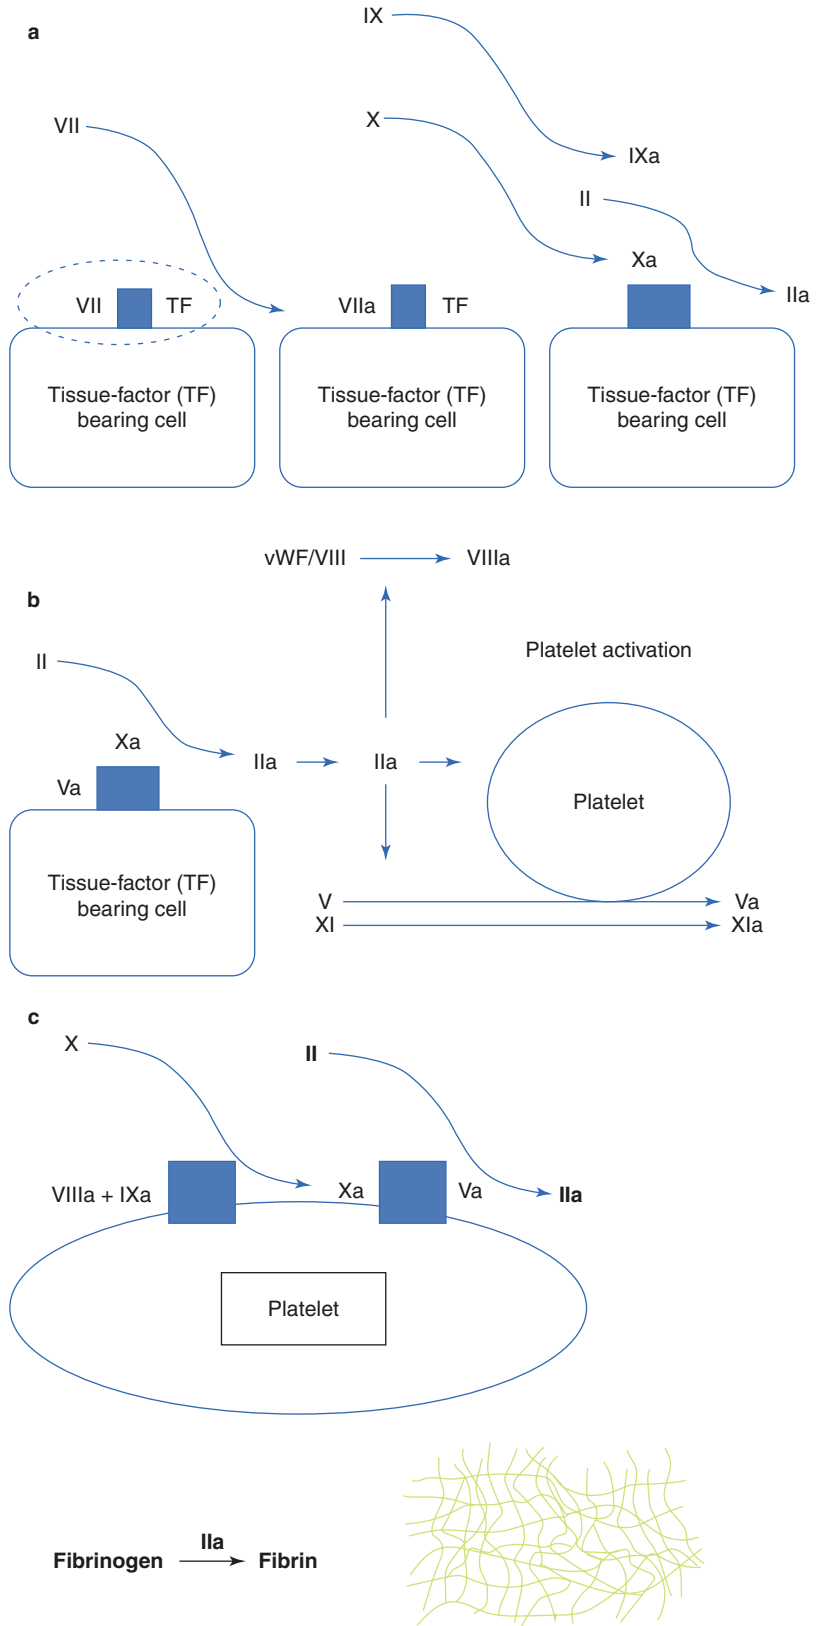 a
IX
VII
X
IXa
II
Xa
IIa
VII
TF
VIIa
TF
Tissue-factor (TF)
bearing cell
Tissue-factor (TF)
bearing cell
Tissue-factor (TF)
bearing cell
b
vWF/VIII
VIIIa
II
Platelet activation
Xa
IIa
IIa
Va
Platelet
Tissue-factor (TF)
bearing cell
V
Va
XI
XIa
c
X
II
VIIIa + IXa
Xa
Va
IIa
Platelet
IIa
Fibrinogen
Fibrin